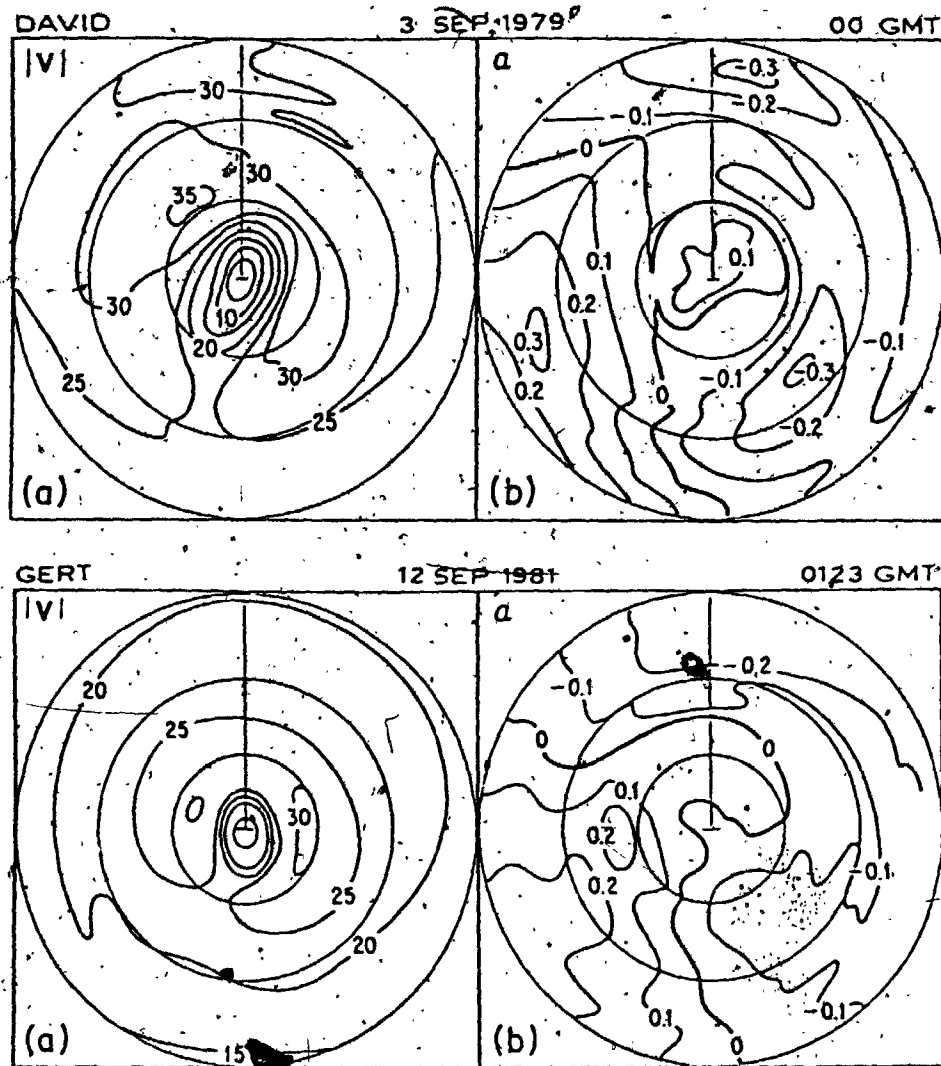 DAVID 3 SEP, 1979 00 GMT
|V| a
30 -0.3
-0.2
-0.1
0
30
35
0.1
0.1
30 0.2
10
20 0.3 -0.1
30 -0.1 -0.3
25 0.2 0
25 -0.2
(a) (b)
GERT 12 SEP 1981 0123 GMT
|V| a
-0.2
20 -0.1
25 0 0
0.1
30 0.2
0.2 -0.1
25
20
-0.1
0.1
(a) 15 (b) 0